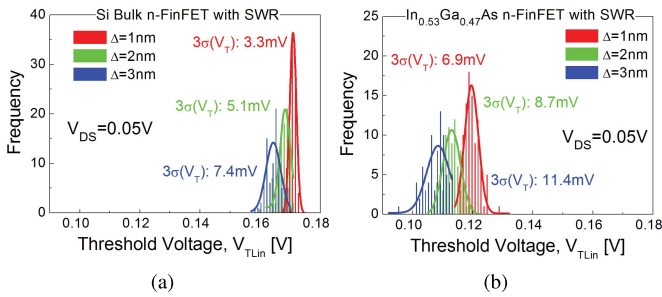 Si Bulk n-FinFET with SWR
Δ=1nm
Δ=2nm
Δ=3nm
3σ(V_T): 3.3mV
3σ(V_T): 5.1mV
3σ(V_T): 7.4mV
V_DS=0.05V
Frequency
40
30
20
10
0
0.10 0.12 0.14 0.16 0.18
Threshold Voltage, V_TLin [V]
(a)
In_0.53Ga_0.47As n-FinFET with SWR
Δ=1nm
Δ=2nm
Δ=3nm
3σ(V_T): 6.9mV
3σ(V_T): 8.7mV
3σ(V_T): 11.4mV
V_DS=0.05V
Frequency
25
20
15
10
5
0
0.10 0.12 0.14 0.16 0.18
Threshold Voltage, V_TLin [V]
(b)